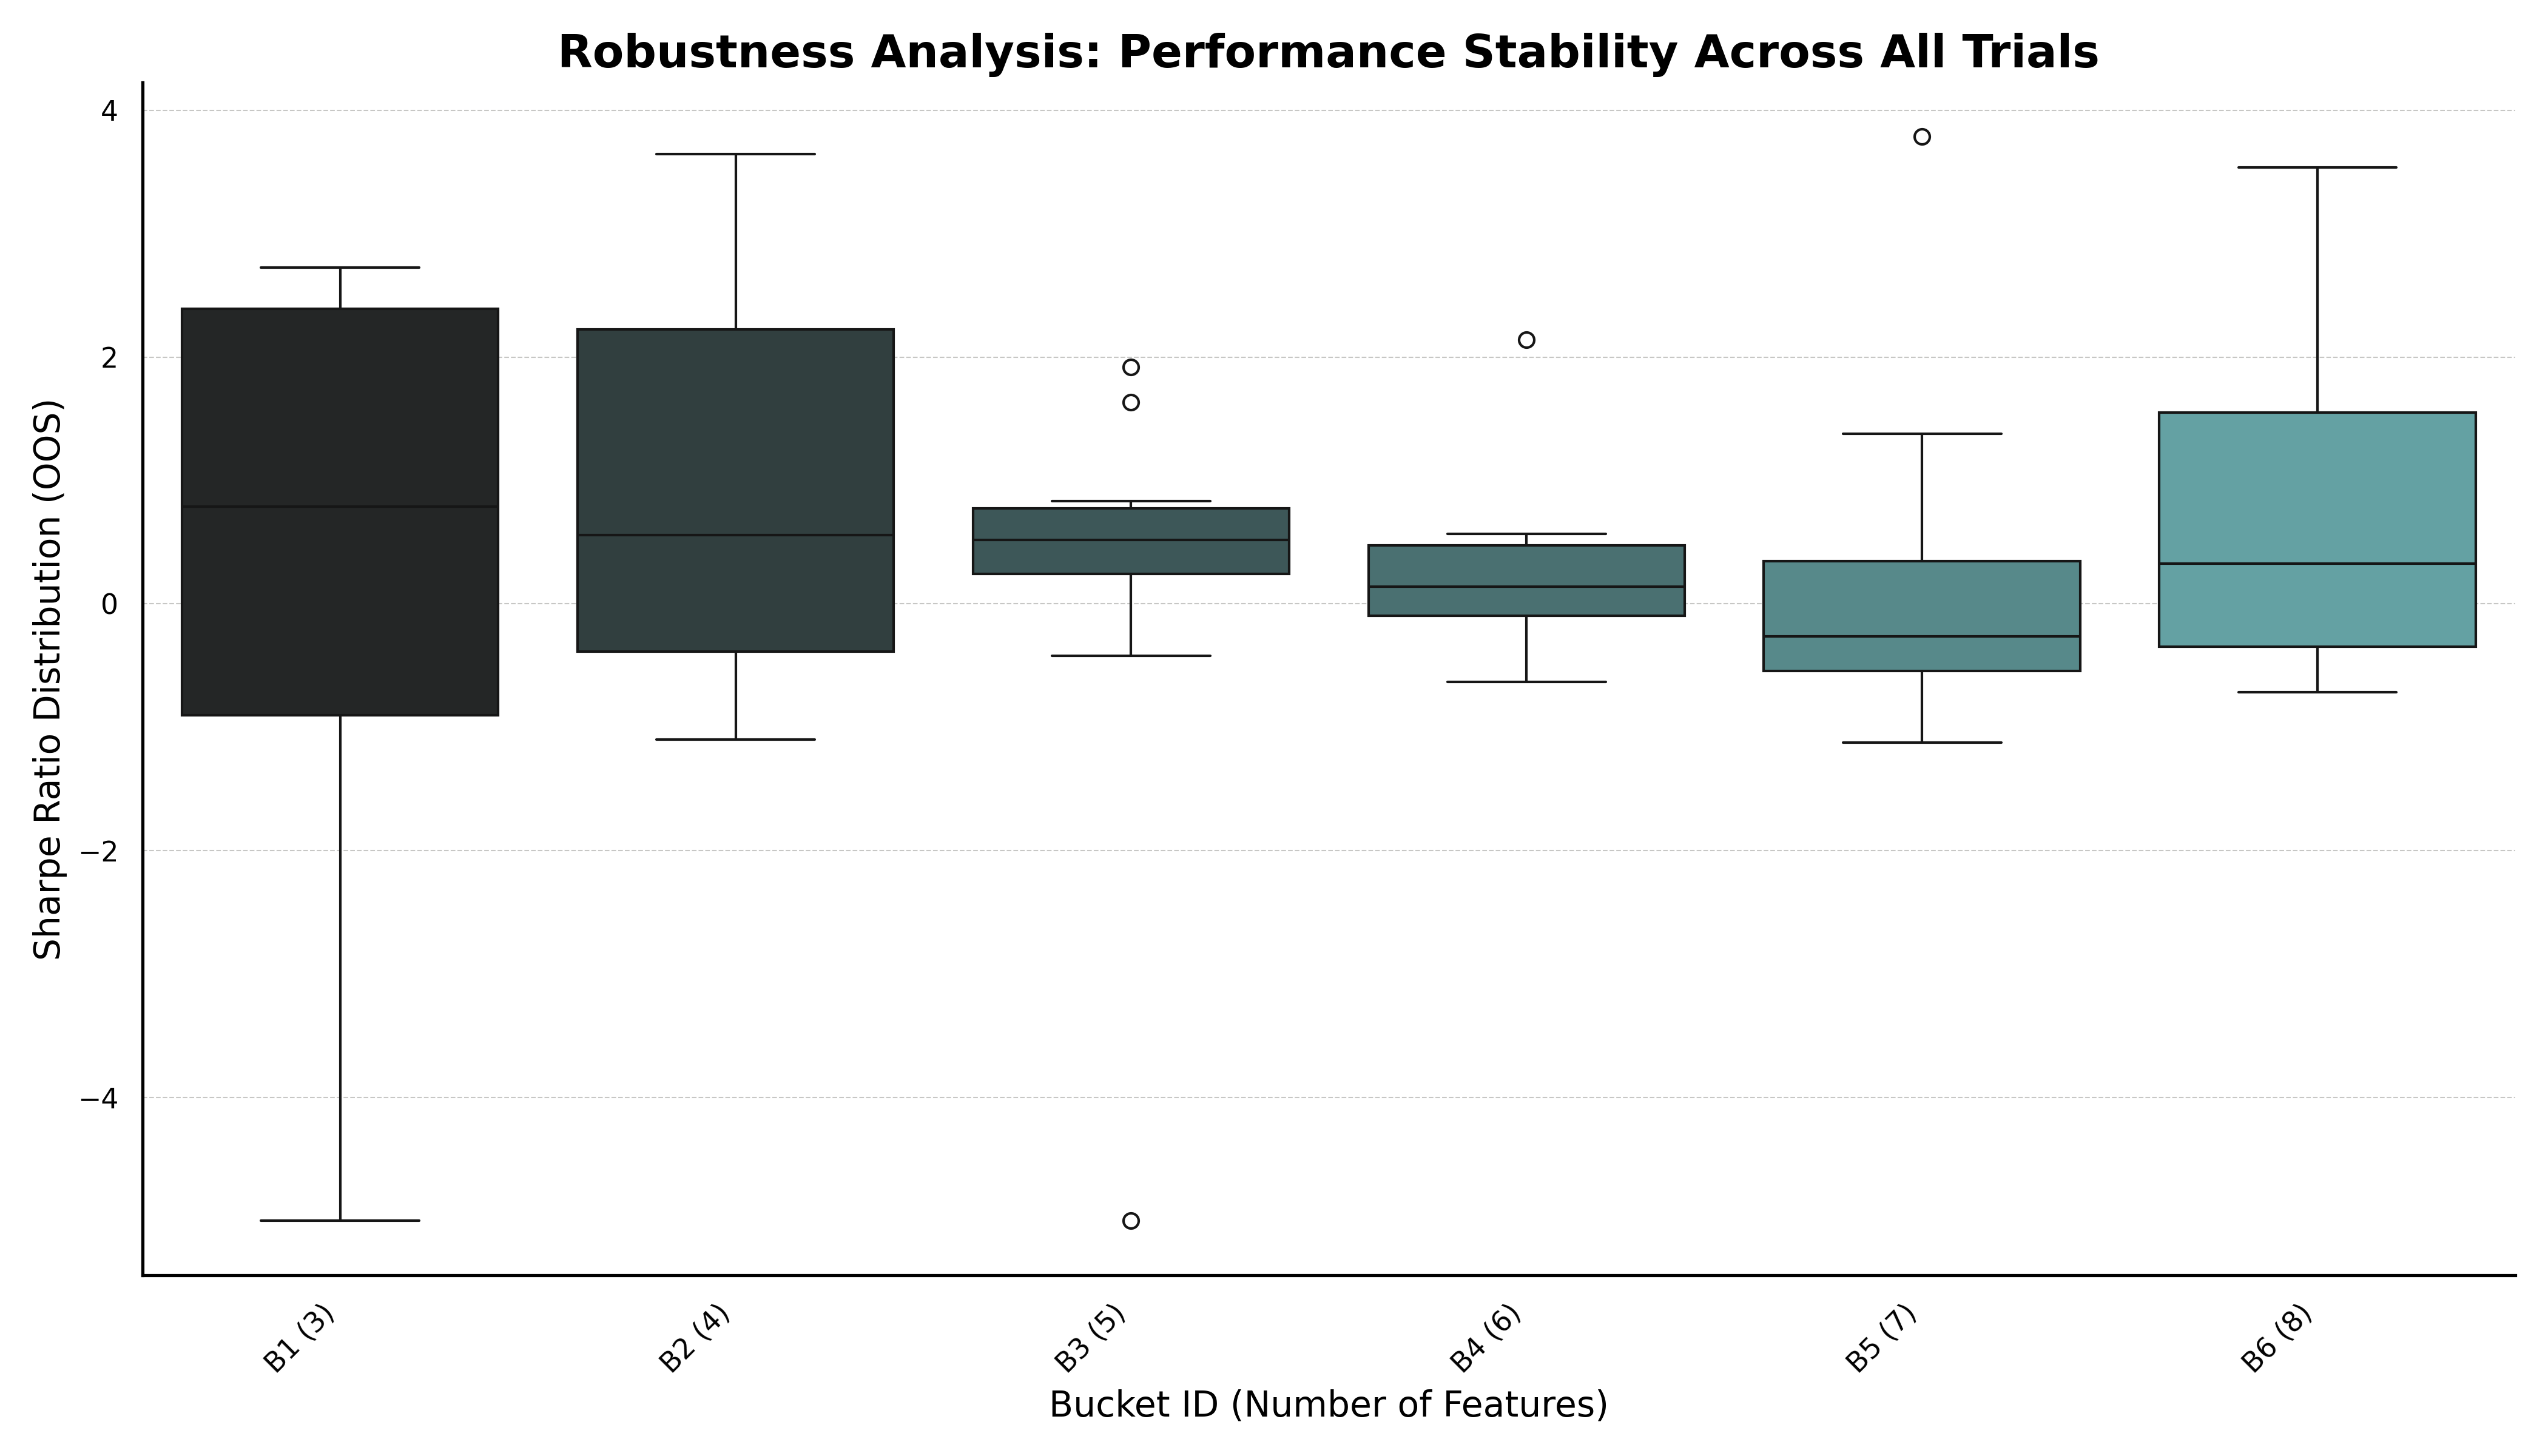 Robustness Analysis: Performance Stability Across All Trials
Sharpe Ratio Distribution (OOS)
4
2
0
−2
−4
B1 (3)
B2 (4)
B3 (5)
B4 (6)
B5 (7)
B6 (8)
Bucket ID (Number of Features)